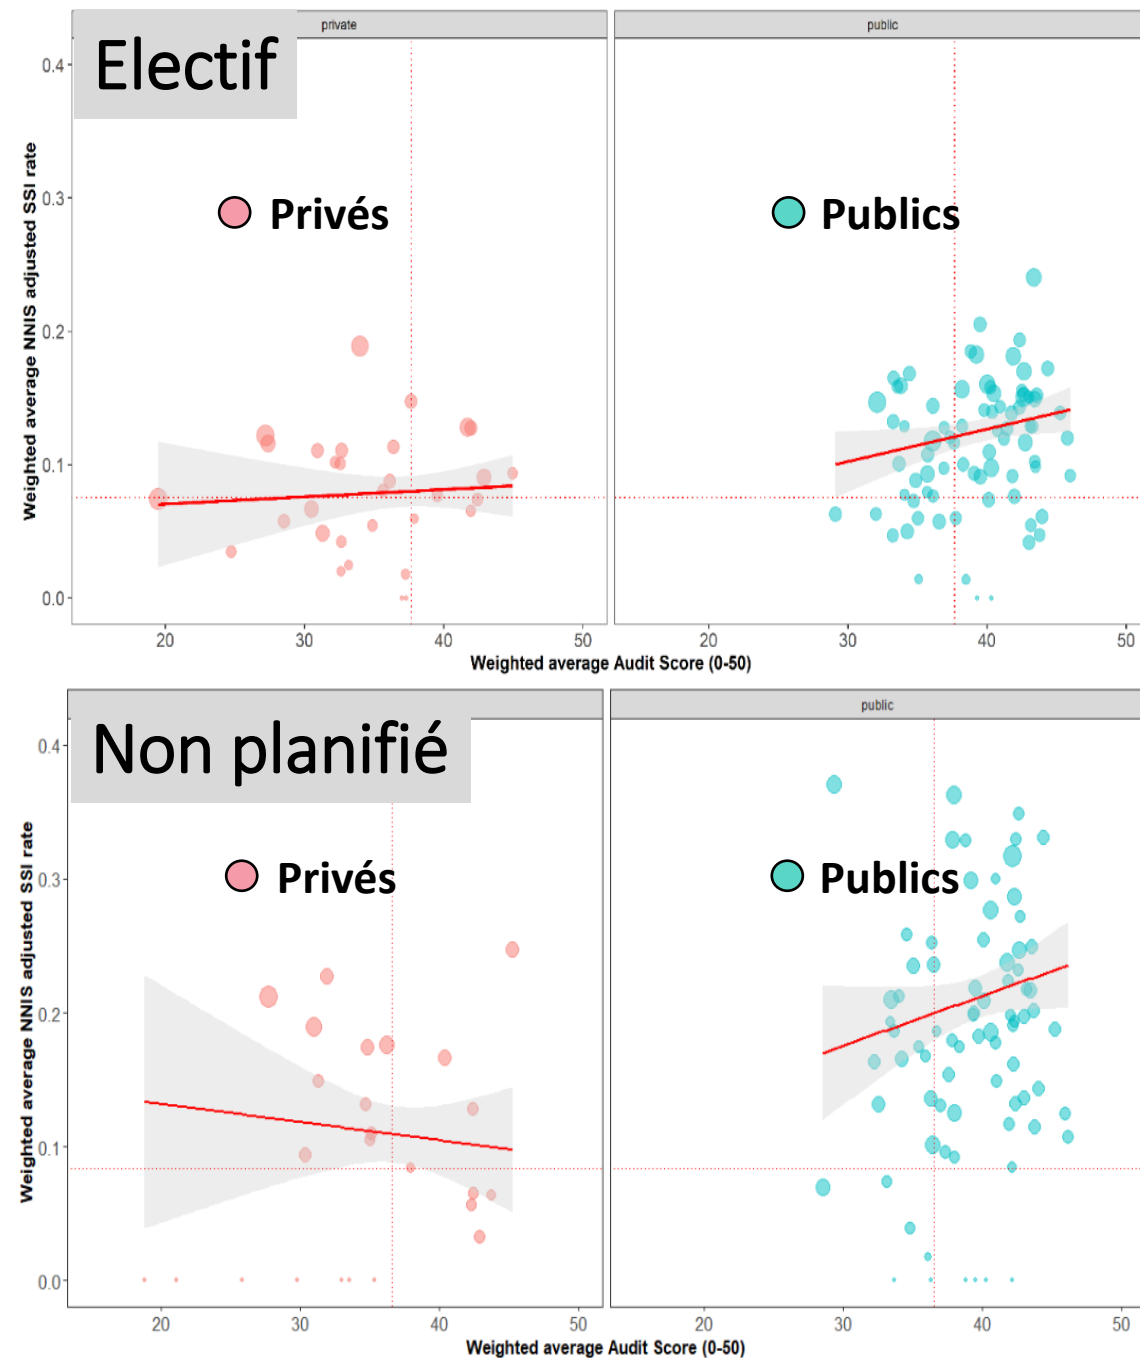 private
public
Electif
Privés
Publics
Weighted average NNIS adjusted SSI rate
0.4
0.3
0.2
0.1
0.0
20
30
40
50
20
30
40
50
Weighted average Audit Score (0-50)
public
Non planifié
Privés
Publics
Weighted average NNIS adjusted SSI rate
0.4
0.3
0.2
0.1
0.0
20
30
40
50
20
30
40
50
Weighted average Audit Score (0-50)